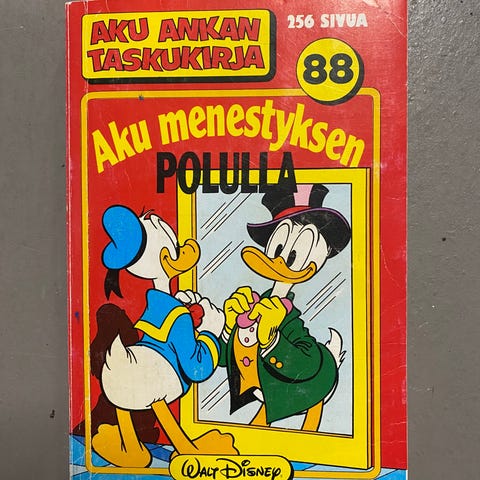 AKU ANKAN
TASKUKIRJA
256 SIVUA
88
Aku menestyksen
POLULLA
WALT DISNEY